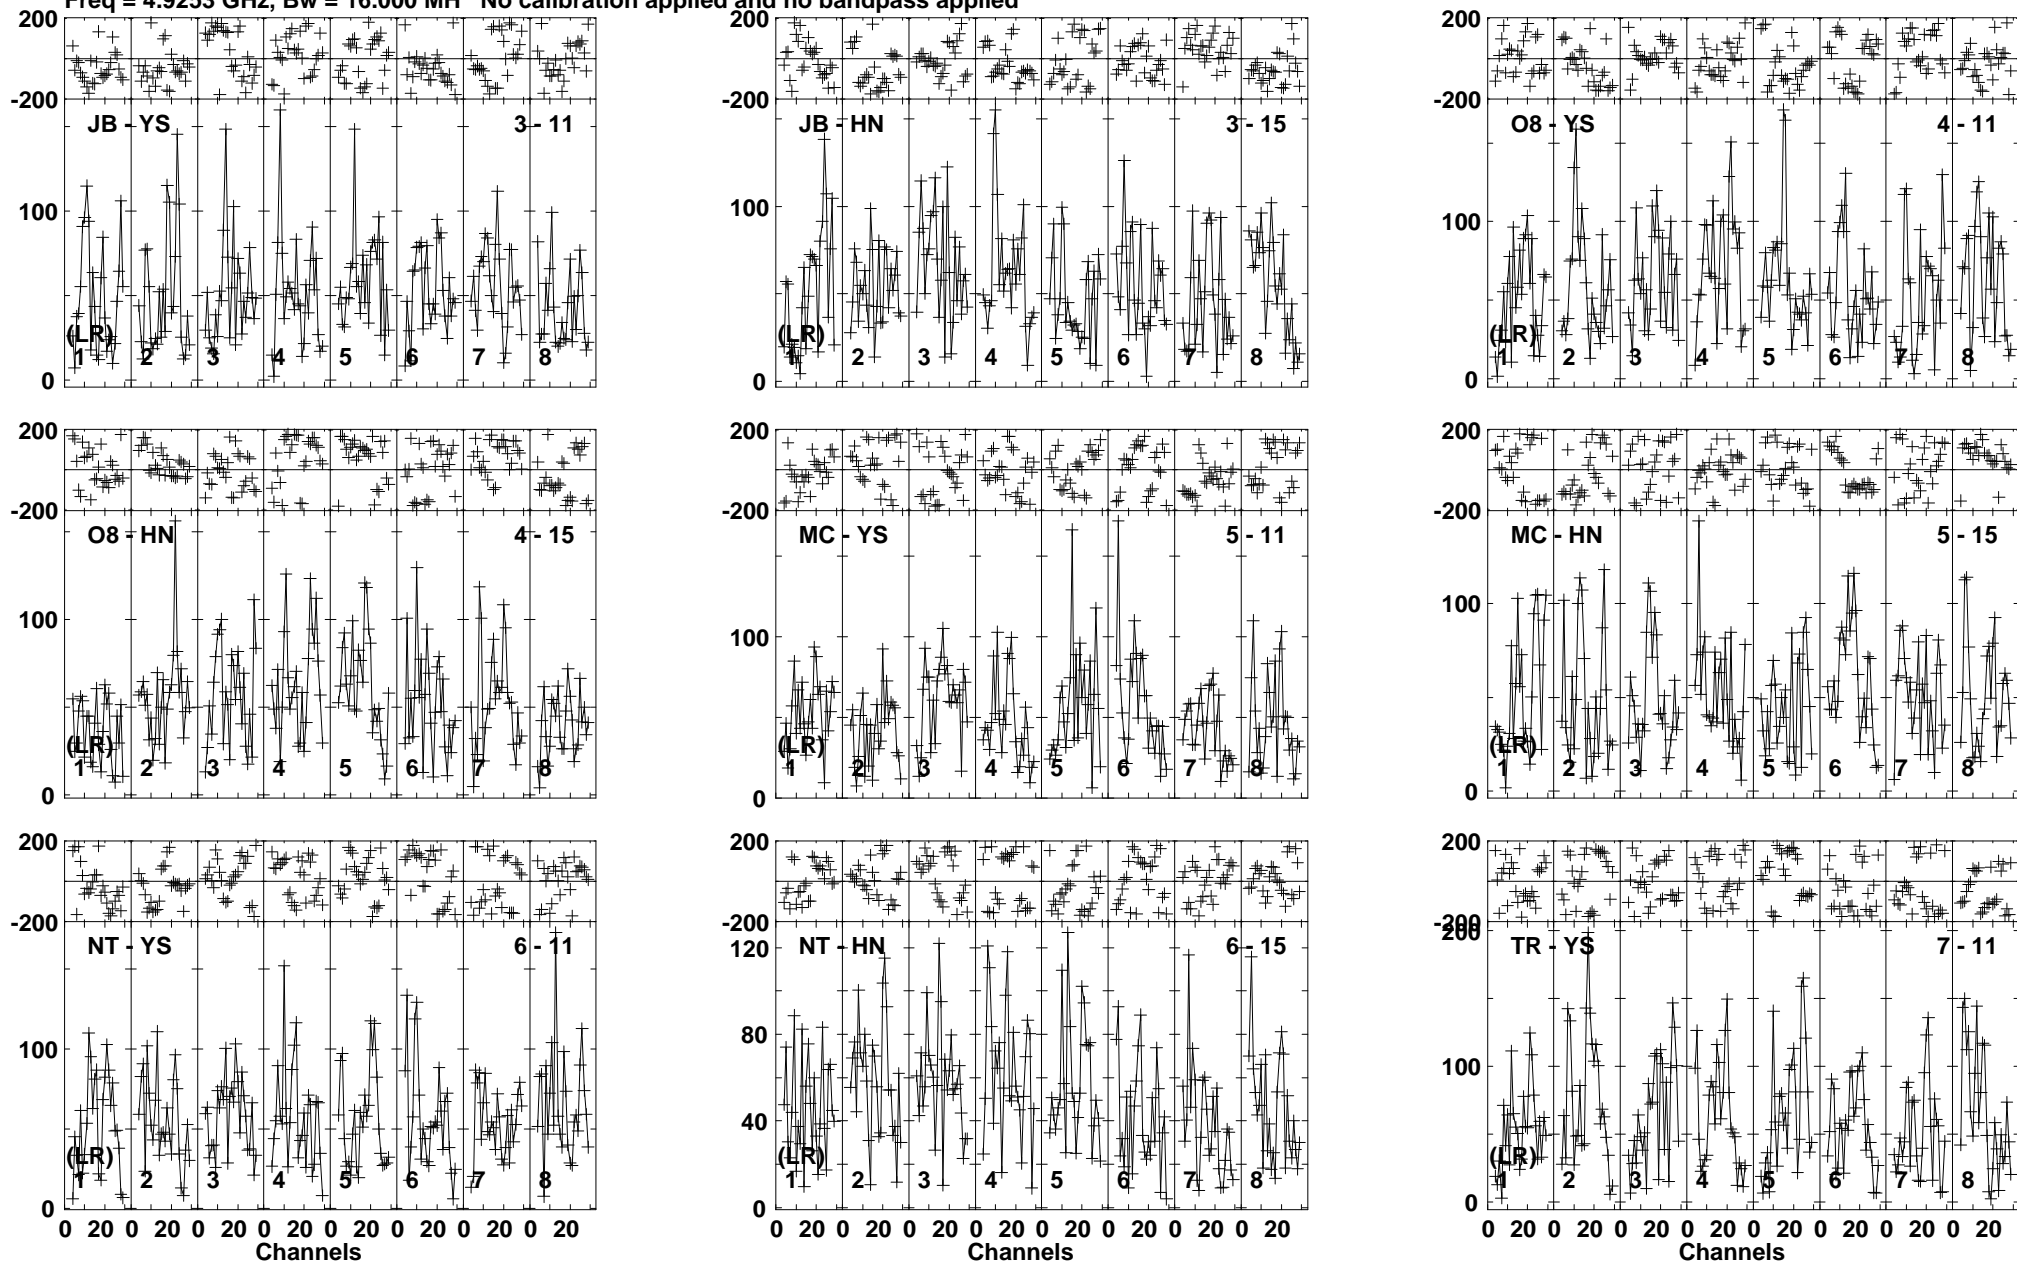 Freq = 4.9253 GHz, Bw = 16.000 MH No calibration applied and no bandpass applied
200 200 200
-200 -200 -200
JB - YS 3 - 11 JB - HN 3 - 15 O8 - YS 4 - 11
100 100 100
(LR) (LR) (LR)
1 2 3 4 5 6 7 8 1 2 3 4 5 6 7 8 1 2 3 4 5 6 7 8
0 0 0
200 200 200
-200 -200 -200
O8 - HN 4 - 15 MC - YS 5 - 11 MC - HN 5 - 15
100 100 100
(LR) (LR) (LR)
1 2 3 4 5 6 7 8 1 2 3 4 5 6 7 8 1 2 3 4 5 6 7 8
0 0 0
200 200 200
-200 -200 -200
200
NT - YS 6 - 11 120 NT - HN 6 - 15 TR - YS 7 - 11
100 80 100
40
(LR) (LR) (LR)
1 2 3 4 5 6 7 8 1 2 3 4 5 6 7 8 1 2 3 4 5 6 7 8
0 0 0
0 20 0 20 0 20 0 20 0 20 0 20 0 20 0 20 0 20 0 20 0 20 0 20 0 20 0 20 0 20 0 20 0 20 0 20 0 20 0 20 0 20 0 20 0 20 0 20
Channels Channels Channels